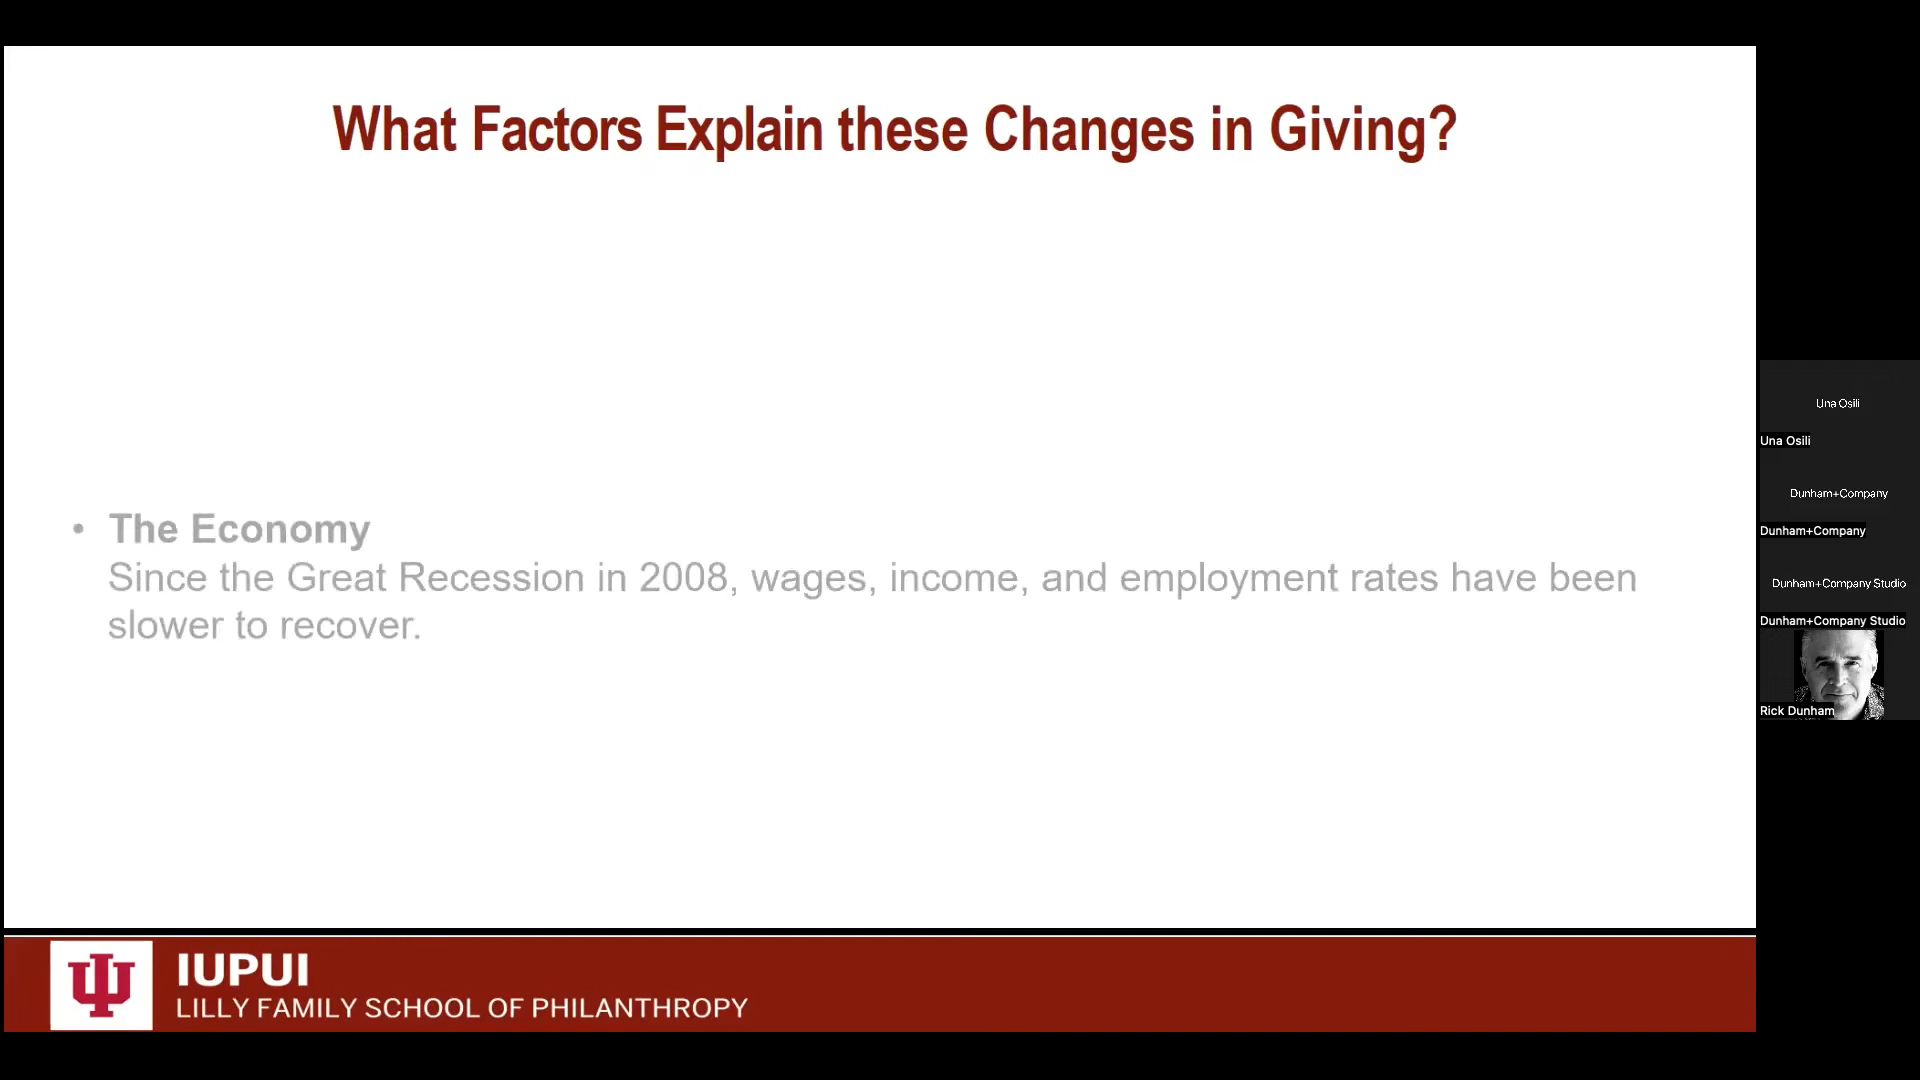 What Factors Explain these Changes in Giving?
• The Economy
Since the Great Recession in 2008, wages, income, and employment rates have been
slower to recover.
IUPUI
LILLY FAMILY SCHOOL OF PHILANTHROPY
Una Osili
Una Osili
Dunham+Company
Dunham+Company
Dunham+Company Studio
Dunham+Company Studio
Rick Dunham